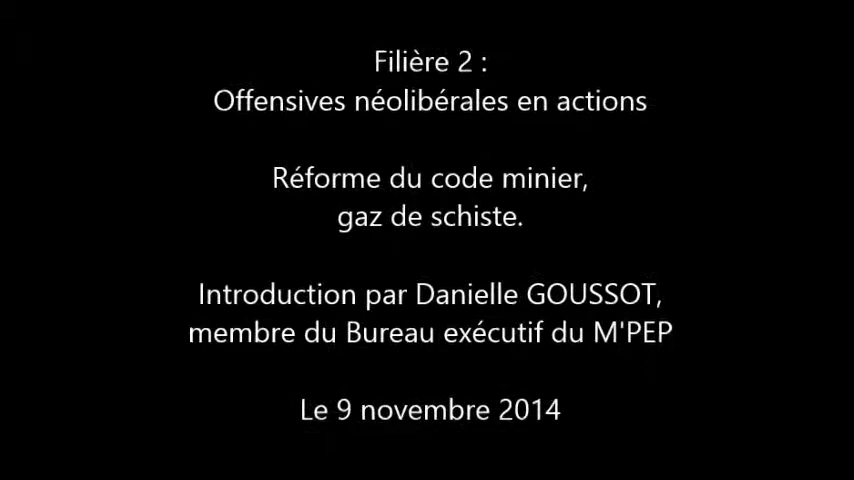 Filière 2 :
Offensives néolibérales en actions
Réforme du code minier,
gaz de schiste.
Introduction par Danielle GOUSSOT,
membre du Bureau exécutif du M'PEP
Le 9 novembre 2014